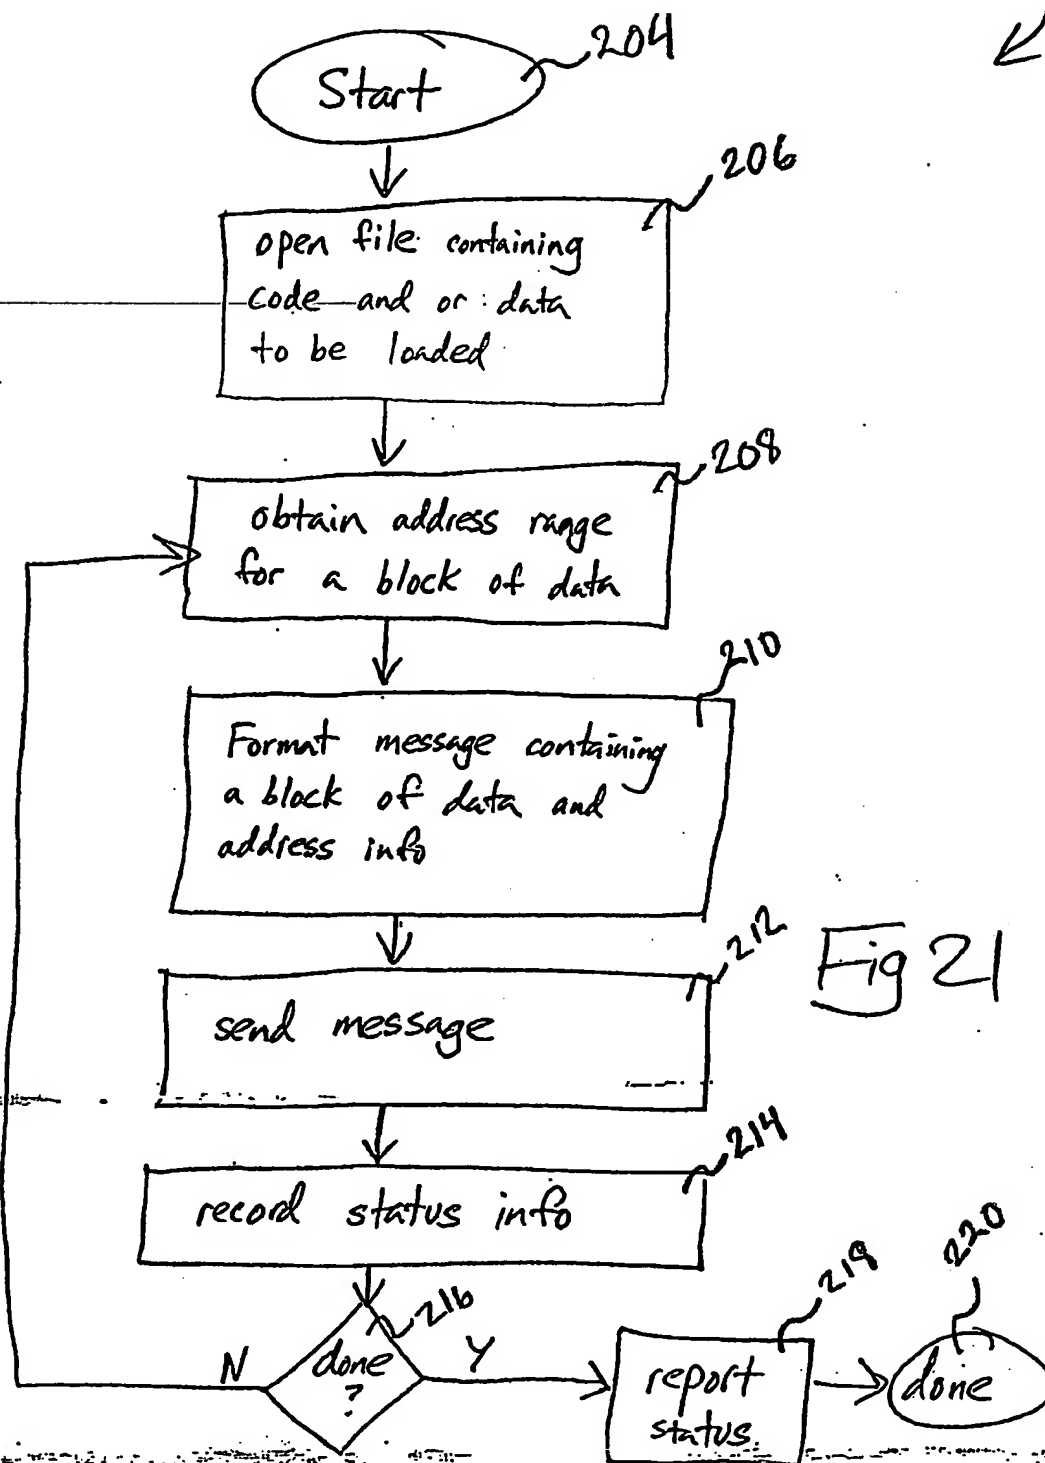 Start
204
206
open file containing
code and or data
to be loaded
208
obtain address range
for a block of data
210
Format message containing
a block of data and
address info
212
send message
Fig 21
214
record status info
216
done
?
N
Y
218
report
status
220
done